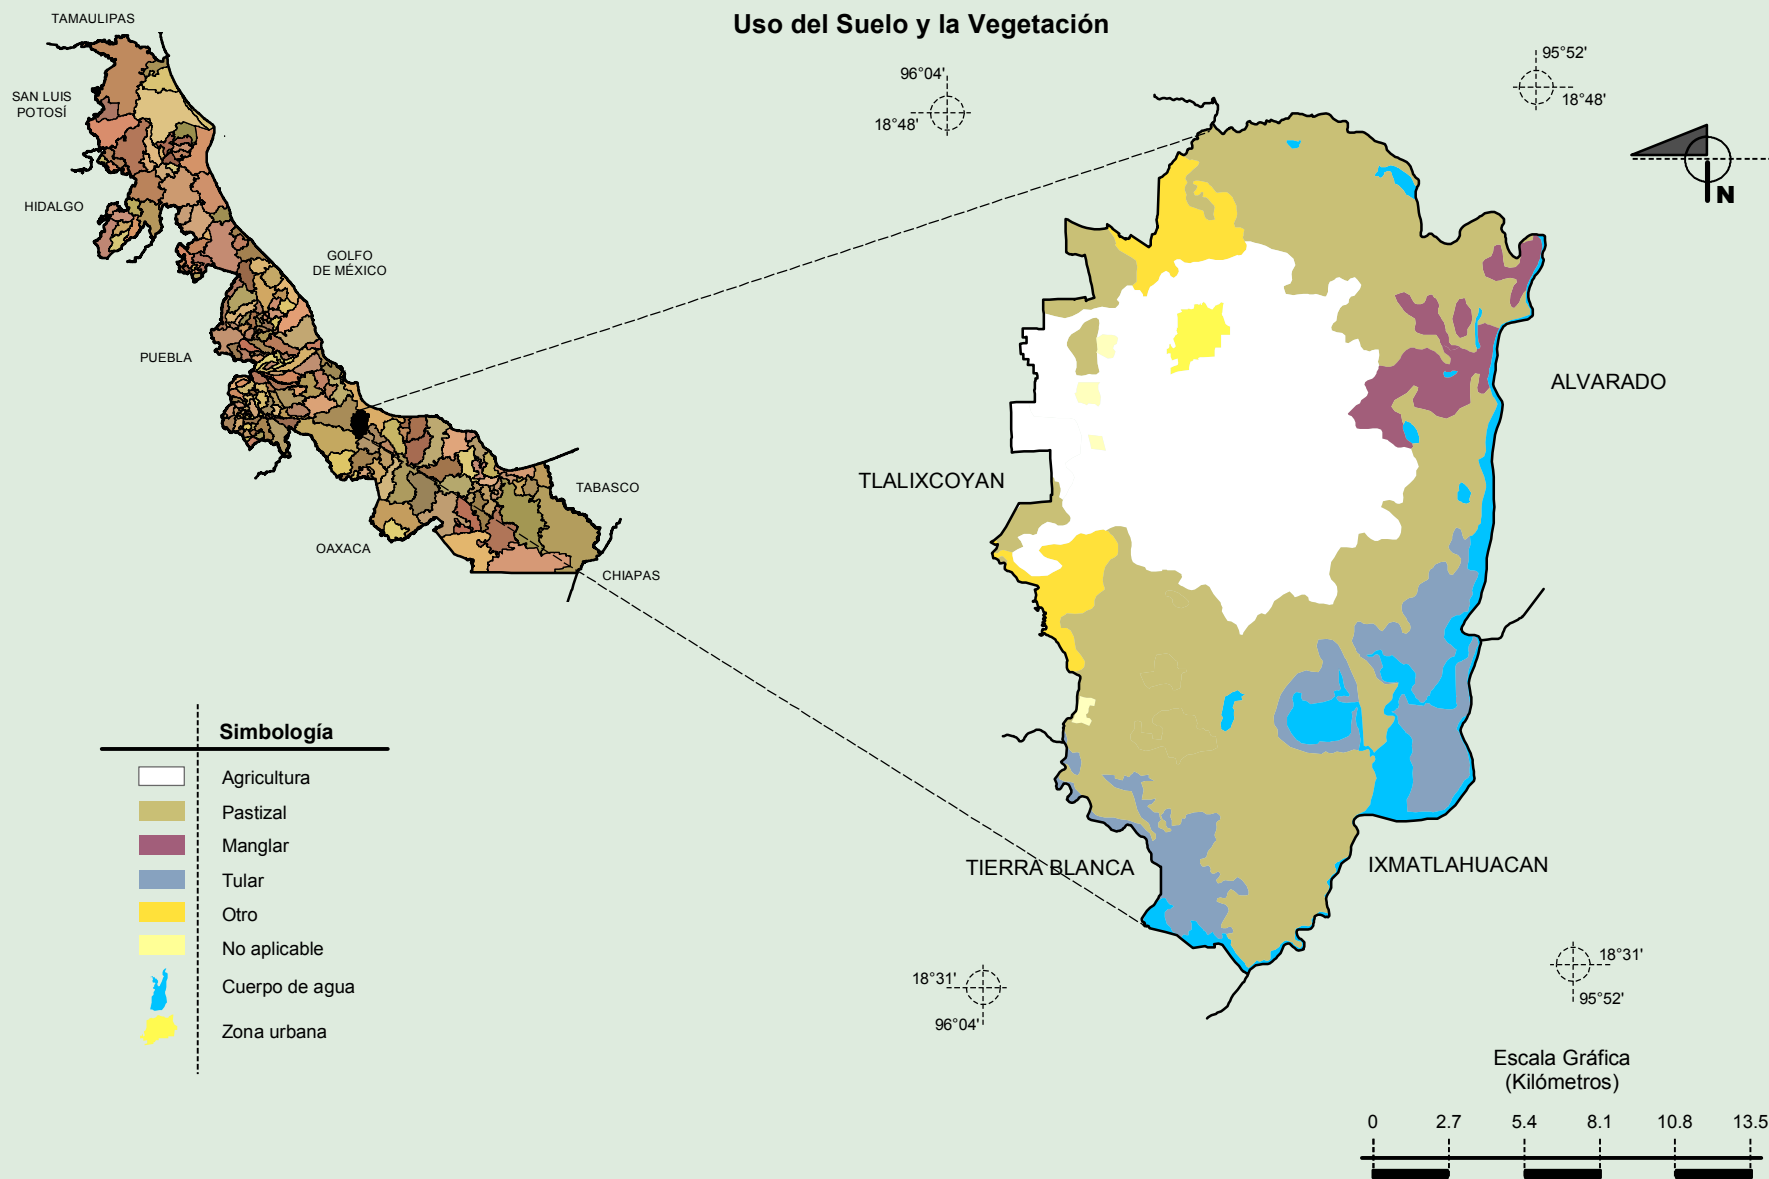 Uso del Suelo y la Vegetación
TAMAULIPAS
SAN LUIS
POTOSÍ
HIDALGO
GOLFO
DE MÉXICO
PUEBLA
OAXACA
TABASCO
CHIAPAS
96°04'
18°48'
95°52'
18°48'
N
ALVARADO
TLALIXCOYAN
TIERRA BLANCA
IXMATLAHUACAN
18°31'
96°04'
18°31'
95°52'
Simbología
Agricultura
Pastizal
Manglar
Tular
Otro
No aplicable
Cuerpo de agua
Zona urbana
Escala Gráfica
(Kilómetros)
0 2.7 5.4 8.1 10.8 13.5